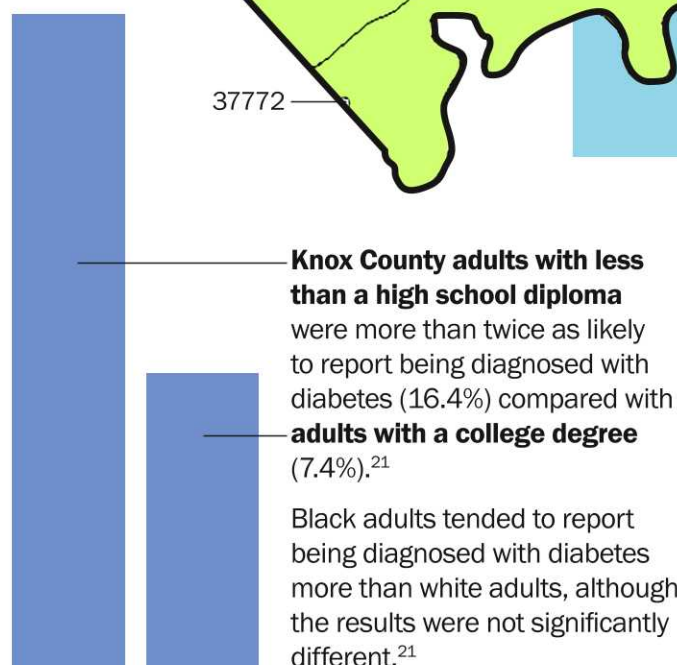 37772
Knox County adults with less
than a high school diploma
were more than twice as likely
to report being diagnosed with
diabetes (16.4%) compared with
adults with a college degree
(7.4%).²¹
Black adults tended to report
being diagnosed with diabetes
more than white adults, although
the results were not significantly
different.²¹